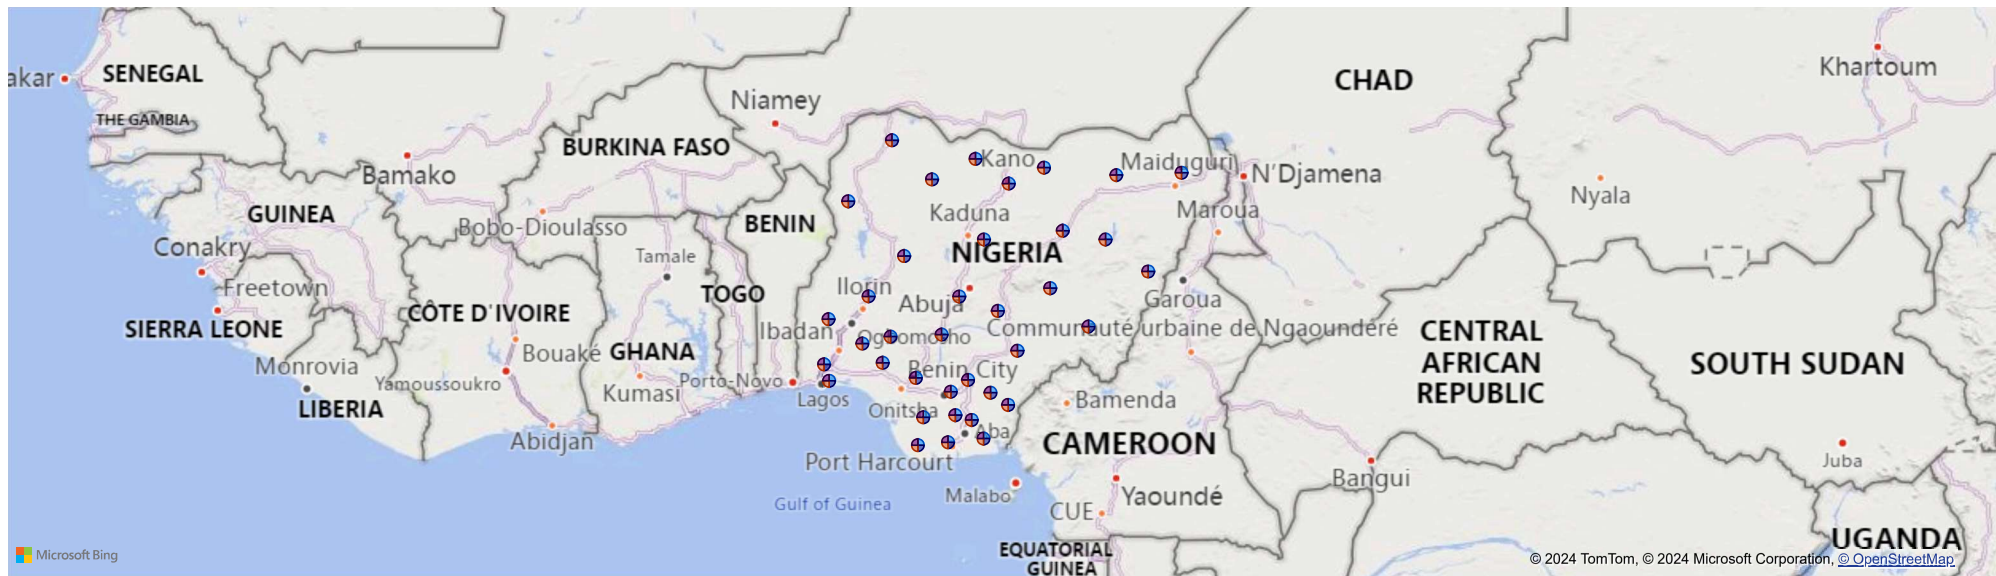 akar
SENEGAL
THE GAMBIA
Bamako
GUINEA
Conakry
Freetown
SIERRA LEONE
Monrovia
LIBERIA
BURKINA FASO
Bobo-Dioulasso
CÔTE D'IVOIRE
Bouaké
Yamoussoukro
Abidjan
Niamey
BENIN
Tamale
TOGO
GHANA
Kumasi
Porto-Novo
Kano
Maiduguri
Kaduna
NIGERIA
Ilorin
Abuja
Ibadan
Ogbomosho
Benin City
Lagos
Onitsha
Aba
Port Harcourt
Gulf of Guinea
Malabo
CHAD
N'Djamena
Maroua
Garoua
Communauté urbaine de Ngaoundéré
Bamenda
CAMEROON
Yaoundé
CUE
EQUATORIAL
GUINEA
Khartoum
Nyala
CENTRAL
AFRICAN
REPUBLIC
Bangui
SOUTH SUDAN
Juba
UGANDA
Microsoft Bing
© 2024 TomTom, © 2024 Microsoft Corporation, © OpenStreetMap